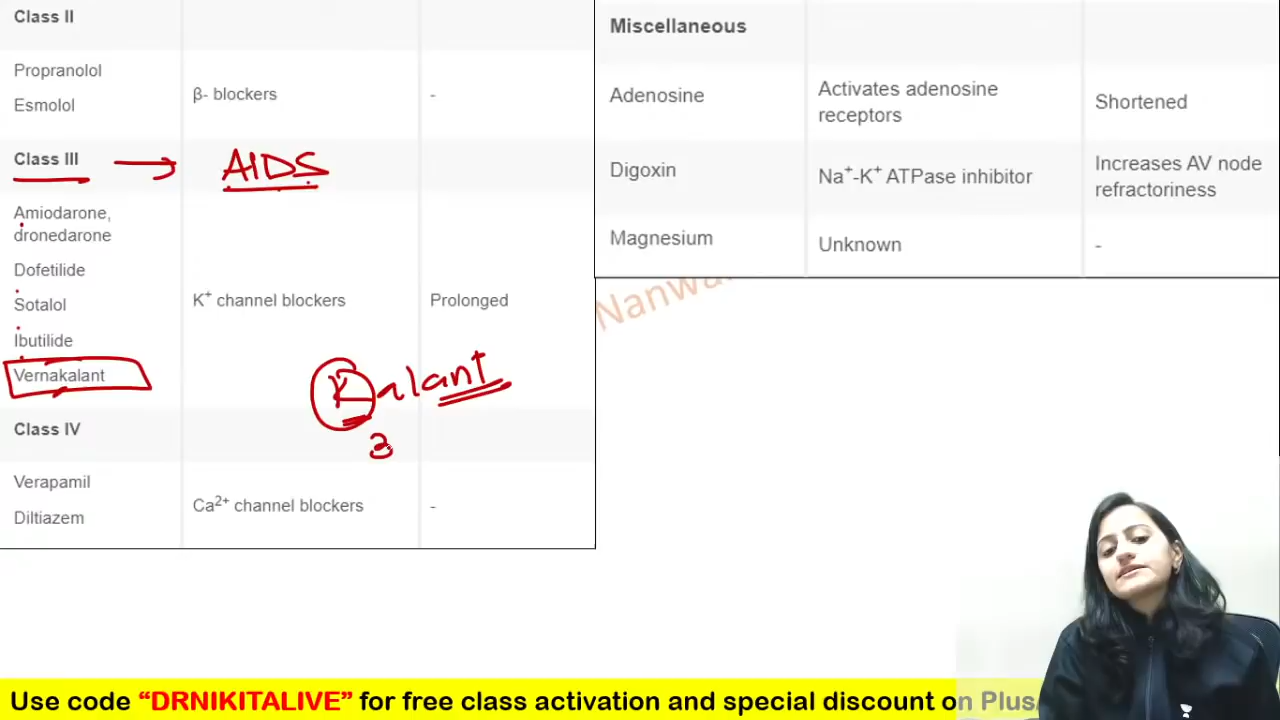 Class II
Propranolol
Esmolol
β- blockers
-
Class III
AIDS
Amiodarone,
dronedarone
Dofetilide
Sotalol
Ibutilide
Vernakalant
K+ channel blockers
Prolonged
Kalant
3
Class IV
Verapamil
Diltiazem
Ca2+ channel blockers
-
Miscellaneous
Adenosine
Activates adenosine
receptors
Shortened
Digoxin
Na+-K+ ATPase inhibitor
Increases AV node
refractoriness
Magnesium
Unknown
-
Use code “DRNIKITALIVE” for free class activation and special discount on Plus